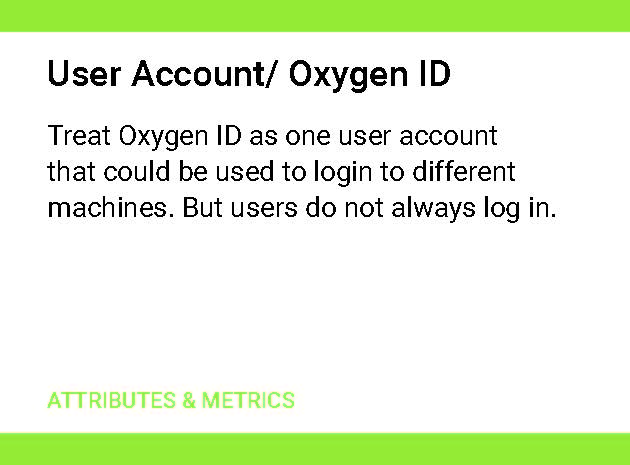 User Account/ Oxygen ID
Treat Oxygen ID as one user account
that could be used to login to different
machines. But users do not always log in.
ATTRIBUTES & METRICS